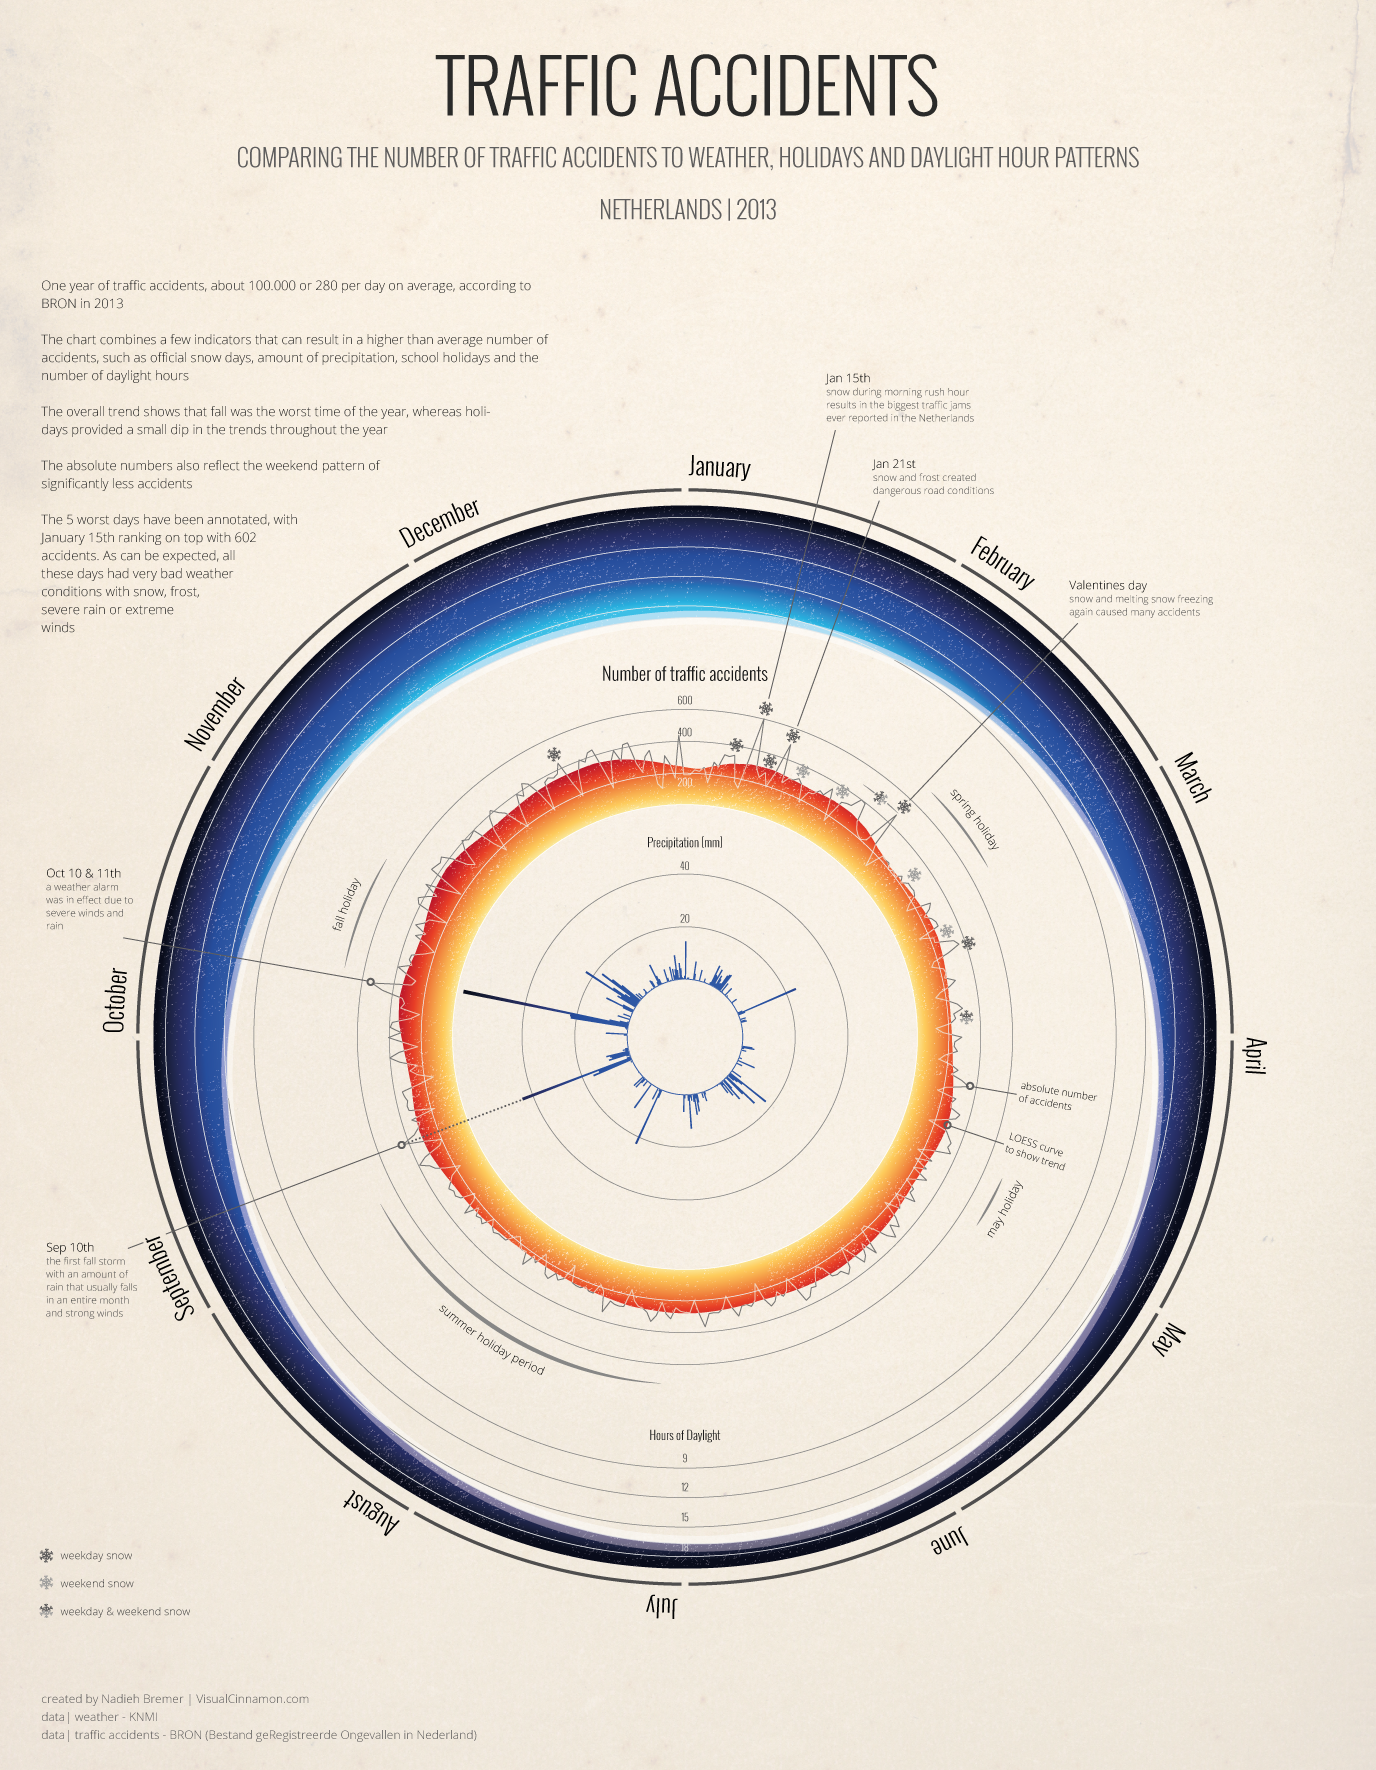 TRAFFIC ACCIDENTS
COMPARING THE NUMBER OF TRAFFIC ACCIDENTS TO WEATHER, HOLIDAYS AND DAYLIGHT HOUR PATTERNS
NETHERLANDS | 2013
One year of traffic accidents, about 100.000 or 280 per day on average, according to
BRON in 2013
The chart combines a few indicators that can result in a higher than average number of
accidents, such as official snow days, amount of precipitation, school holidays and the
number of daylight hours
The overall trend shows that fall was the worst time of the year, whereas holi-
days provided a small dip in the trends throughout the year
The absolute numbers also reflect the weekend pattern of
significantly less accidents
The 5 worst days have been annotated, with
January 15th ranking on top with 602
accidents. As can be expected, all
these days had very bad weather
conditions with snow, frost,
severe rain or extreme
winds
Jan 15th
snow during morning rush hour
results in the biggest traffic jams
ever reported in the Netherlands
Jan 21st
snow and frost created
dangerous road conditions
Valentines day
snow and melting snow freezing
again caused many accidents
January
February
March
April
May
June
July
August
September
October
November
December
Number of traffic accidents
600
400
200
Precipitation [mm]
40
20
spring holiday
absolute number
of accidents
LOESS curve
to show trend
may holiday
summer holiday period
fall holiday
Oct 10 & 11th
a weather alarm
was in effect due to
severe winds and
rain
Sep 10th
the first fall storm
with an amount of
rain that usually falls
in an entire month
and strong winds
Hours of Daylight
9
12
15
18
weekday snow
weekend snow
weekday & weekend snow
created by Nadieh Bremer | VisualCinnamon.com
data| weather - KNMI
data| traffic accidents - BRON (Bestand geRegistreerde Ongevallen in Nederland)